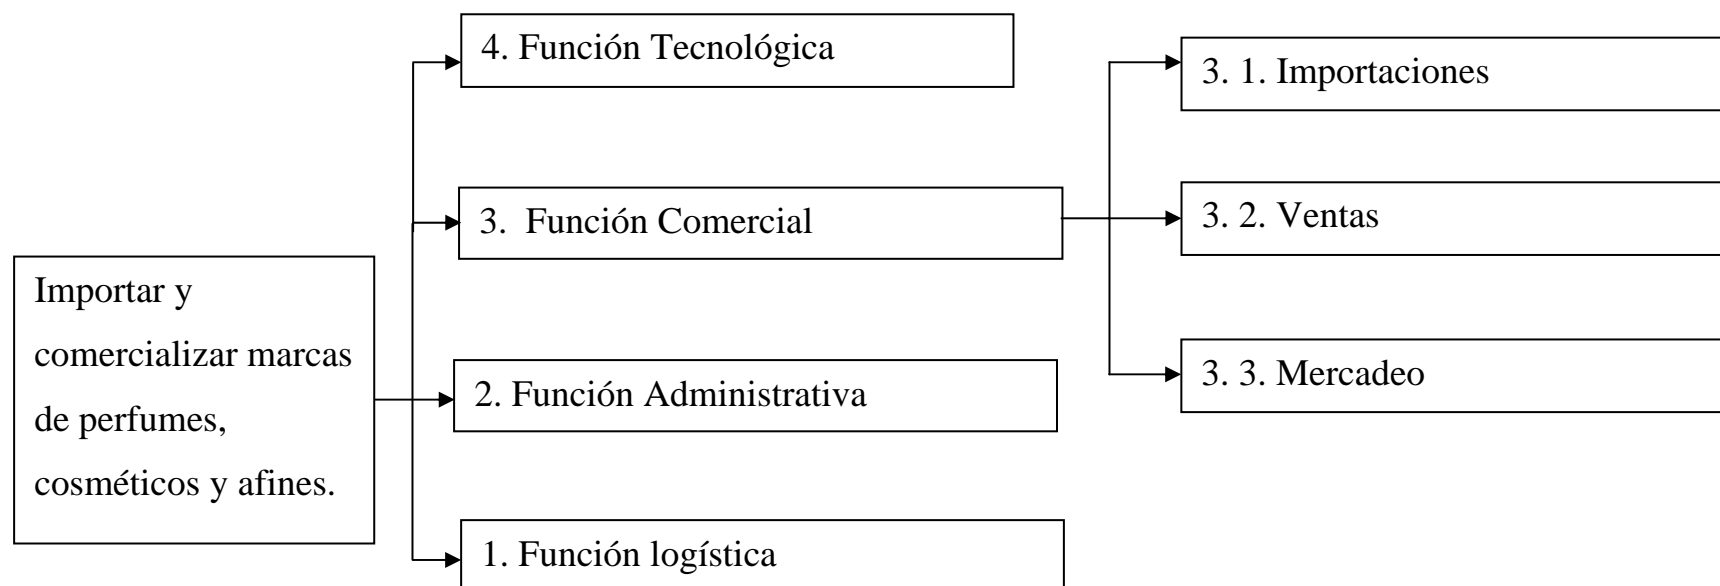 4. Función Tecnológica
3. 1. Importaciones
3. Función Comercial
3. 2. Ventas
Importar y
comercializar marcas
de perfumes,
cosméticos y afines.
3. 3. Mercadeo
2. Función Administrativa
1. Función logística